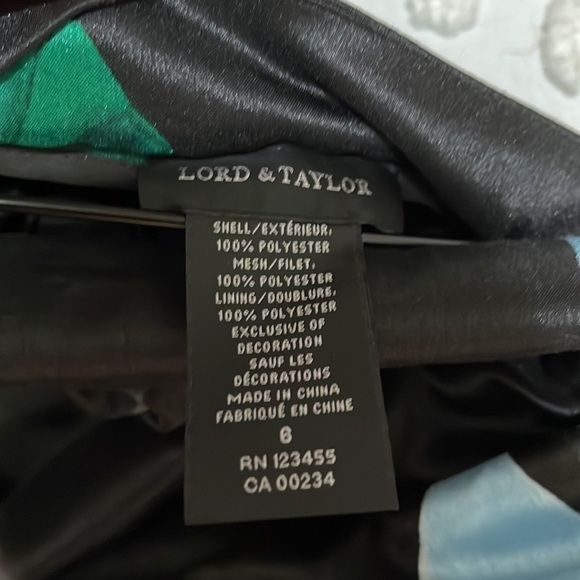 LORD & TAYLOR
SHELL/EXTÉRIEUR,
100% POLYESTER
MESH/FILET,
100% POLYESTER
LINING/DOUBLURE,
100% POLYESTER
EXCLUSIVE OF
DECORATION
SAUF LES
DÉCORATIONS
MADE IN CHINA
FABRIQUÉ EN CHINE
6
RN 123455
CA 00234